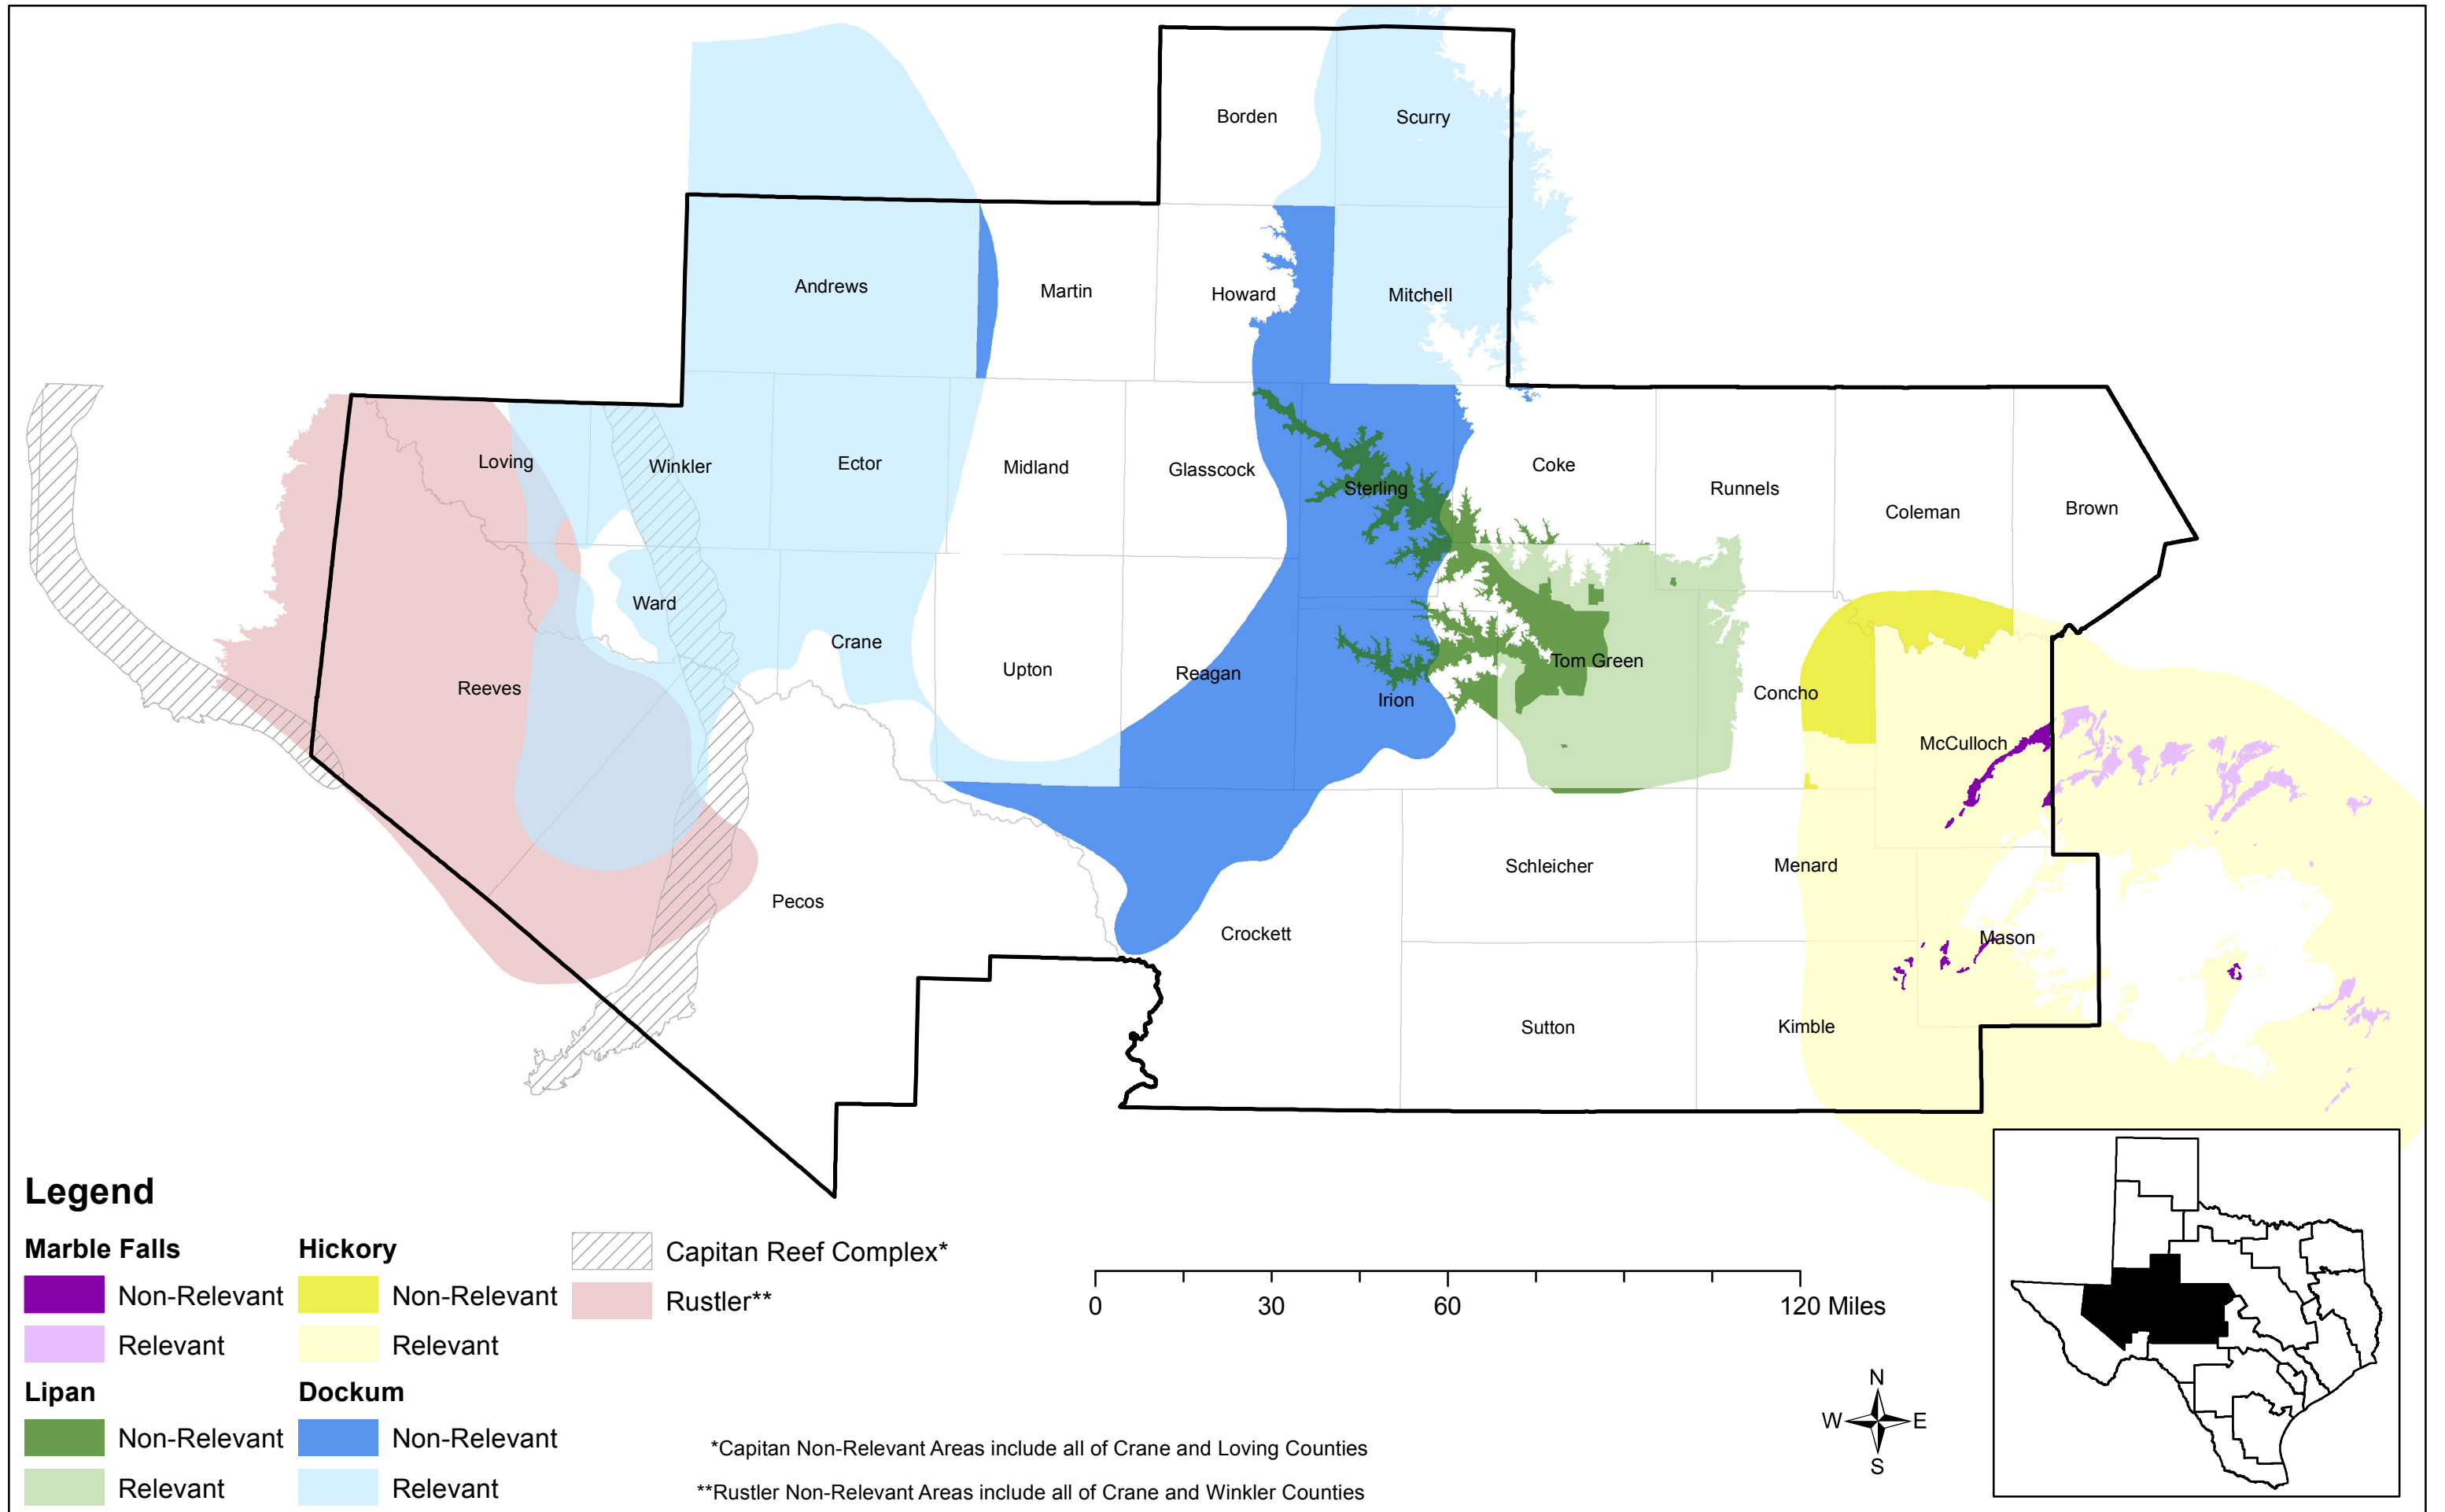 Borden
Scurry
Andrews
Martin
Howard
Mitchell
Loving
Winkler
Ector
Midland
Glasscock
Sterling
Coke
Runnels
Coleman
Brown
Ward
Crane
Reeves
Upton
Reagan
Irion
Tom Green
Concho
McCulloch
Pecos
Crockett
Schleicher
Menard
Mason
Sutton
Kimble
Legend
Marble Falls
Non-Relevant
Relevant
Hickory
Non-Relevant
Relevant
Capitan Reef Complex*
Rustler**
Lipan
Non-Relevant
Relevant
Dockum
Non-Relevant
Relevant
0 30 60 120 Miles
*Capitan Non-Relevant Areas include all of Crane and Loving Counties
**Rustler Non-Relevant Areas include all of Crane and Winkler Counties
N
W E
S